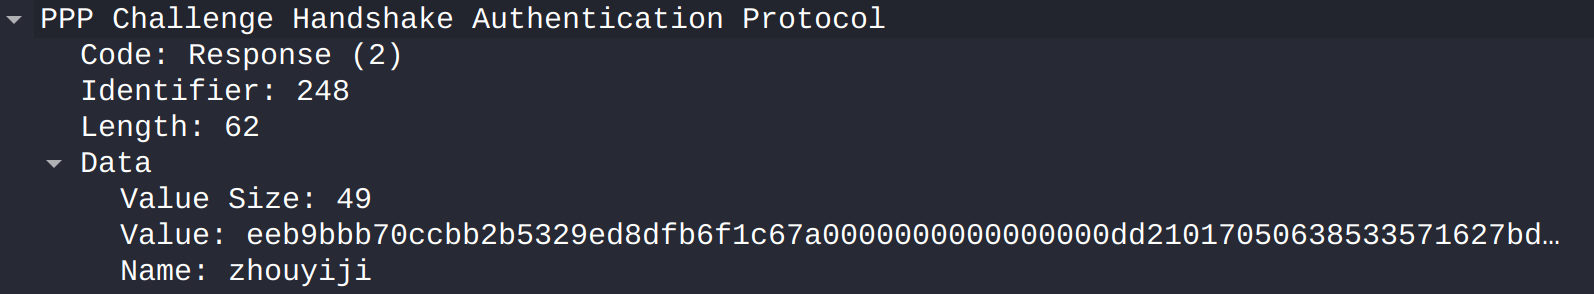 PPP Challenge Handshake Authentication Protocol
Code: Response (2)
Identifier: 248
Length: 62
Data
Value Size: 49
Value: eeb9bbb70ccbb2b5329ed8dfb6f1c67a0000000000000000dd21017050638533571627bd…
Name: zhouyiji